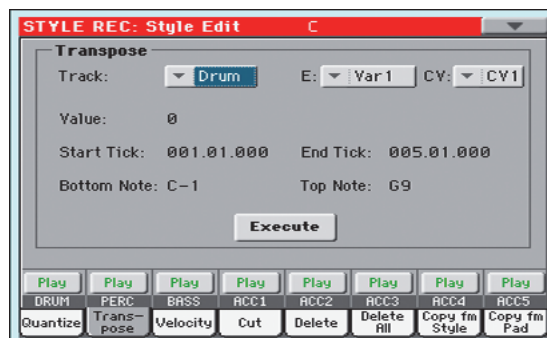 STYLE REC: Style Edit C
Transpose
Track: Drum E: Var1 CV: CV1
Value: 0
Start Tick: 001.01.000 End Tick: 005.01.000
Bottom Note: C-1 Top Note: G9
Execute
Play Play Play Play Play Play Play Play
DRUM PERC BASS ACC1 ACC2 ACC3 ACC4 ACC5
Quantize Trans- Velocity Cut Delete Delete Copy fm Copy fm
pose All Style Pad